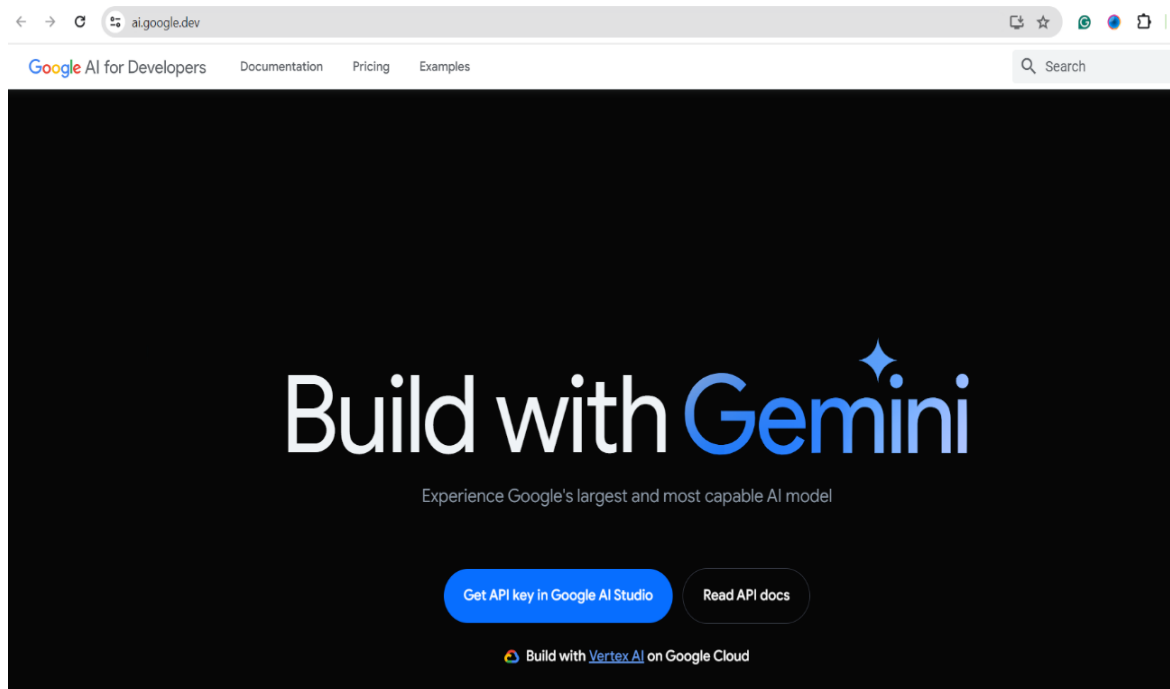 ai.google.dev
Google AI for Developers Documentation Pricing Examples Search
Build with Gemini
Experience Google's largest and most capable AI model
Get API key in Google AI Studio Read API docs
Build with Vertex AI on Google Cloud